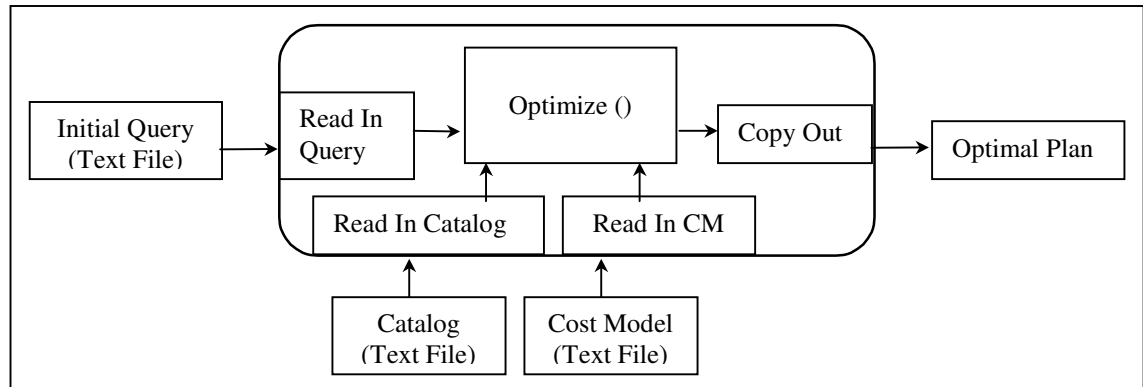 Initial Query
(Text File)
Read In
Query
Optimize ()
Copy Out
Optimal Plan
Read In Catalog
Read In CM
Catalog
(Text File)
Cost Model
(Text File)